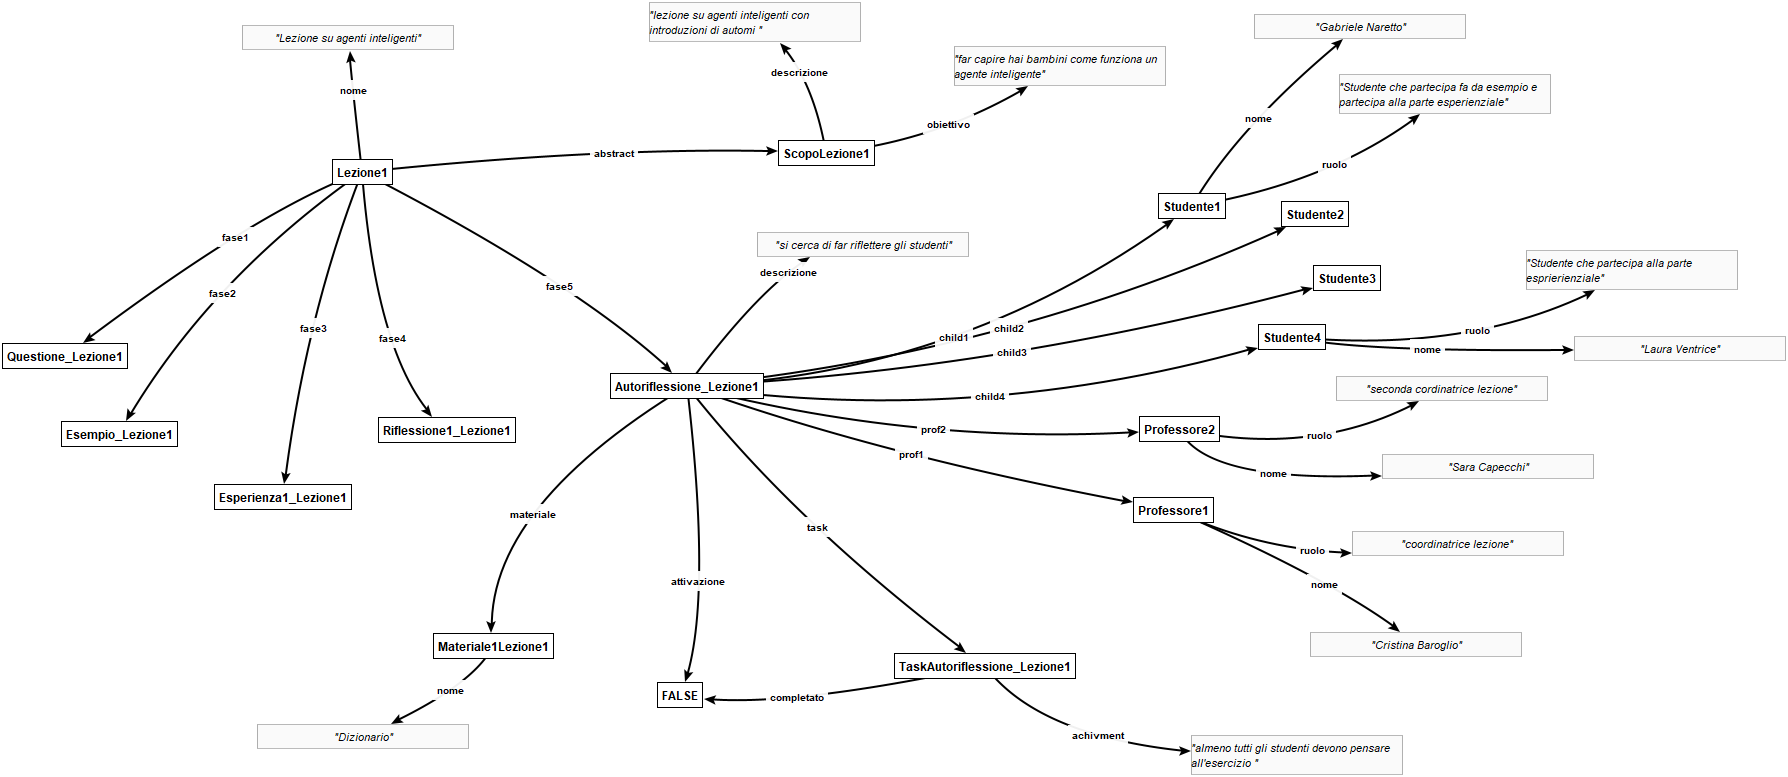 "Lezione su agenti inteligenti"
nome
Lezione1
abstract
"lezione su agenti inteligenti con
introduzioni di automi "
descrizione
"far capire hai bambini come funziona un
agente inteligente"
obiettivo
ScopoLezione1
fase1
fase2
fase3
fase4
fase5
Questione_Lezione1
Esempio_Lezione1
Esperienza1_Lezione1
Riflessione1_Lezione1
"si cerca di far riflettere gli studenti"
descrizione
Autoriflessione_Lezione1
child1
child2
child3
child4
prof2
prof1
"Gabriele Naretto"
nome
"Studente che partecipa fa da esempio e
partecipa alla parte esperienziale"
ruolo
Studente1
Studente2
Studente3
Studente4
"Studente che partecipa alla parte
esprierienziale"
ruolo
nome
"Laura Ventrice"
"seconda cordinatrice lezione"
Professore2
ruolo
nome
"Sara Capecchi"
Professore1
ruolo
"coordinatrice lezione"
nome
"Cristina Baroglio"
materiale
attivazione
task
Materiale1Lezione1
nome
"Dizionario"
FALSE
completato
TaskAutoriflessione_Lezione1
achivment
"almeno tutti gli studenti devono pensare
all'esercizio "